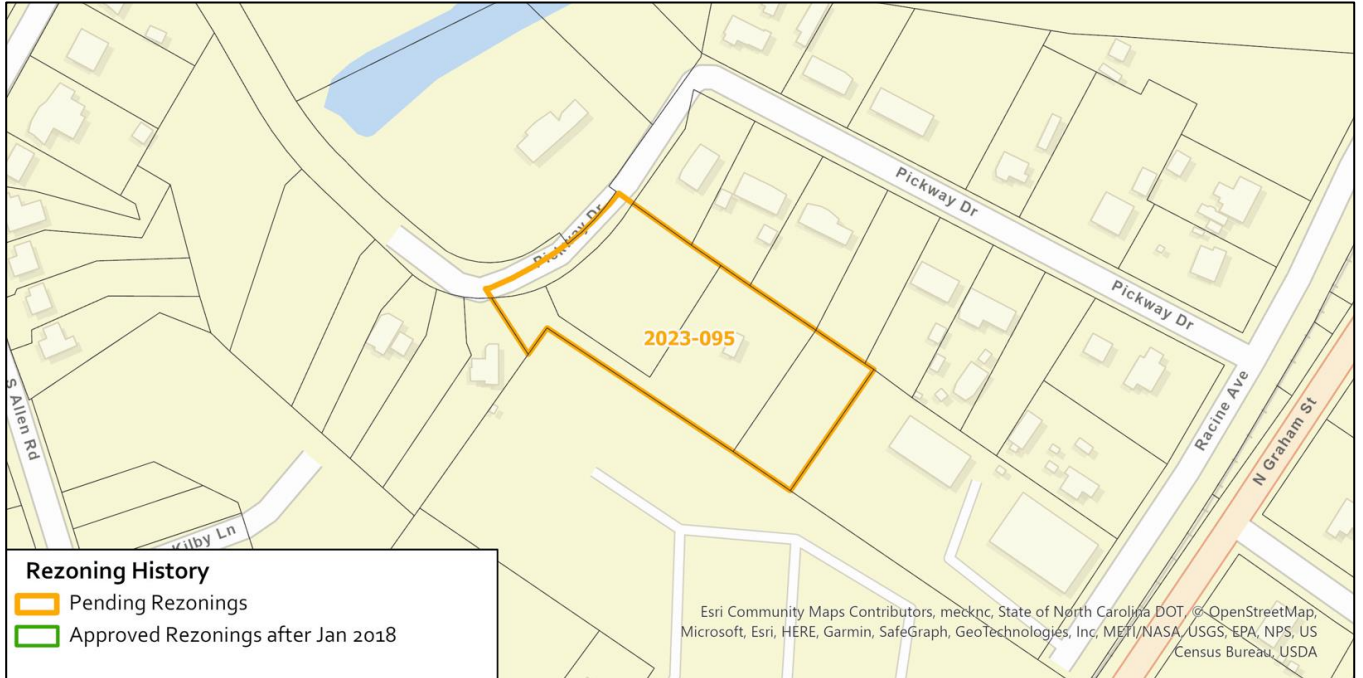 Pickway Dr
Pickway Dr
Pickway Dr
2023-095
S Allen Rd
Racine Ave
N Graham St
Kilby Ln
Rezoning History
Pending Rezonings
Approved Rezonings after Jan 2018
Esri Community Maps Contributors, mecknc, State of North Carolina DOT, © OpenStreetMap,
Microsoft, Esri, HERE, Garmin, SafeGraph, GeoTechnologies, Inc, METI/NASA, USGS, EPA, NPS, US
Census Bureau, USDA